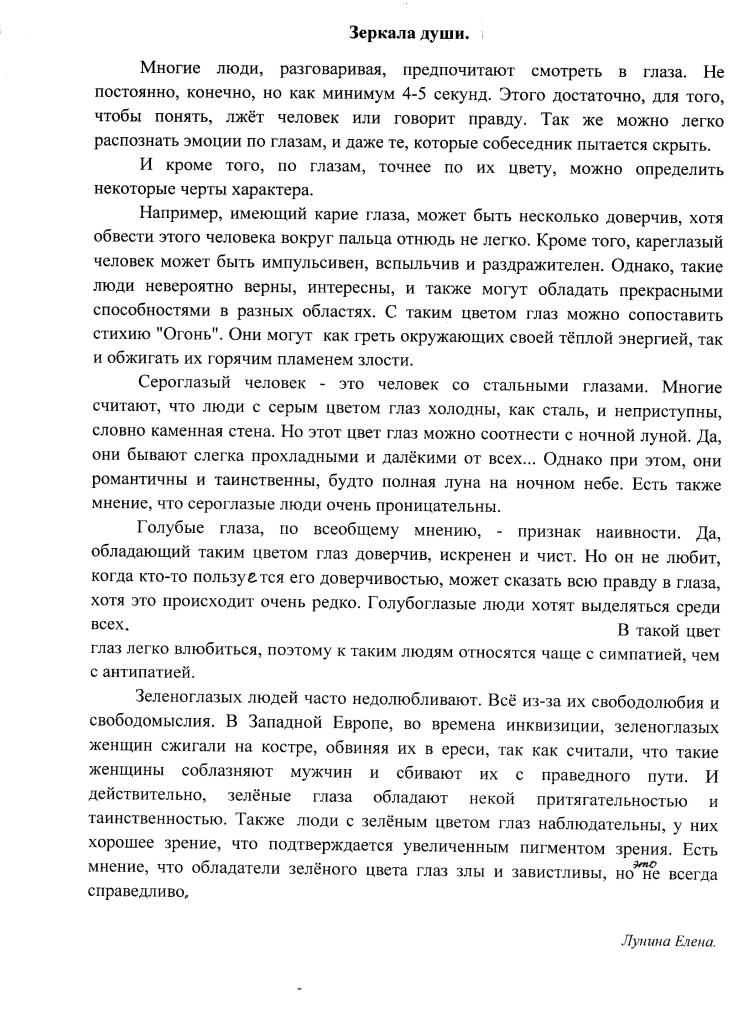 Зеркала души.
Многие люди, разговаривая, предпочитают смотреть в глаза. Не
постоянно, конечно, но как минимум 4-5 секунд. Этого достаточно, для того,
чтобы понять, лжёт человек или говорит правду. Так же можно легко
распознать эмоции по глазам, и даже те, которые собеседник пытается скрыть.
И кроме того, по глазам, точнее по их цвету, можно определить
некоторые черты характера.
Например, имеющий карие глаза, может быть несколько доверчив, хотя
обвести этого человека вокруг пальца отнюдь не легко. Кроме того, кареглазый
человек может быть импульсивен, вспыльчив и раздражителен. Однако, такие
люди невероятно верны, интересны, и также могут обладать прекрасными
способностями в разных областях. С таким цветом глаз можно сопоставить
стихию "Огонь". Они могут как греть окружающих своей тёплой энергией, так
и обжигать их горячим пламенем злости.
Сероглазый человек - это человек со стальными глазами. Многие
считают, что люди с серым цветом глаз холодны, как сталь, и неприступны,
словно каменная стена. Но этот цвет глаз можно соотнести с ночной луной. Да,
они бывают слегка прохладными и далёкими от всех... Однако при этом, они
романтичны и таинственны, будто полная луна на ночном небе. Есть также
мнение, что сероглазые люди очень проницательны.
Голубые глаза, по всеобщему мнению, - признак наивности. Да,
обладающий таким цветом глаз доверчив, искренен и чист. Но он не любит,
когда кто-то пользуется его доверчивостью, может сказать всю правду в глаза,
хотя это происходит очень редко. Голубоглазые люди хотят выделяться среди
всех. В такой цвет
глаз легко влюбиться, поэтому к таким людям относятся чаще с симпатией, чем
с антипатией.
Зеленоглазых людей часто недолюбливают. Всё из-за их свободолюбия и
свободомыслия. В Западной Европе, во времена инквизиции, зеленоглазых
женщин сжигали на костре, обвиняя их в ереси, так как считали, что такие
женщины соблазняют мужчин и сбивают их с праведного пути. И
действительно, зелёные глаза обладают некой притягательностью и
таинственностью. Также люди с зелёным цветом глаз наблюдательны, у них
хорошее зрение, что подтверждается увеличенным пигментом зрения. Есть
мнение, что обладатели зелёного цвета глаз злы и завистливы, но это не всегда
справедливо.
Лунина Елена.